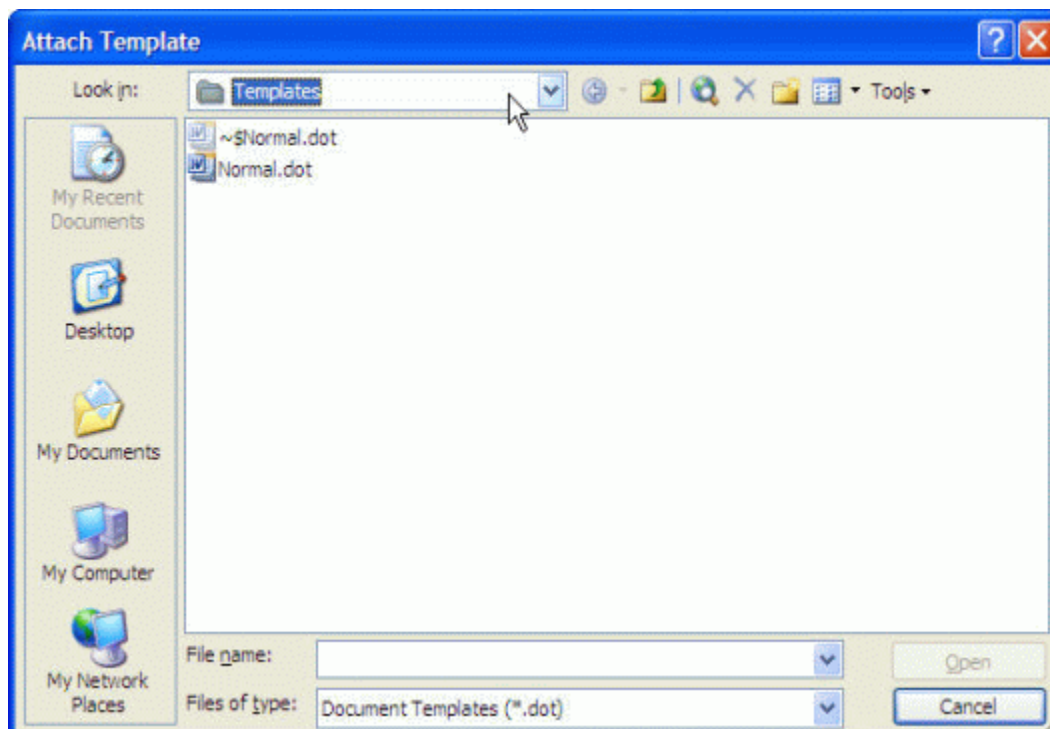 Attach Template
Look in:
Templates
Tools
~$Normal.dot
Normal.dot
My Recent
Documents
Desktop
My Documents
My Computer
My Network
Places
File name:
Open
Files of type:
Document Templates (*.dot)
Cancel